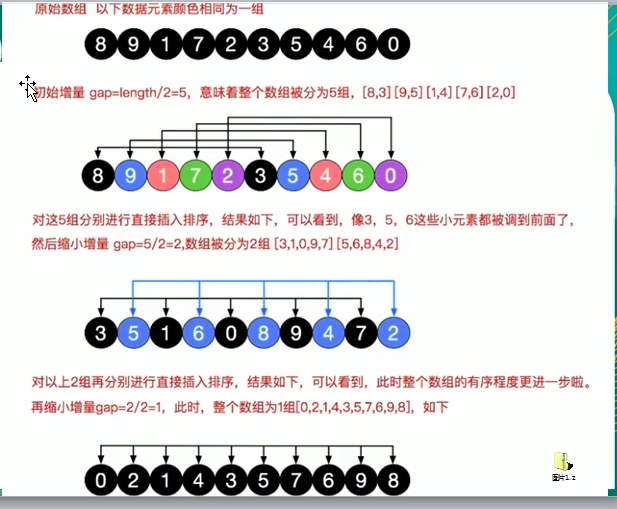 原始数组 以下数据元素颜色相同为一组
8 9 1 7 2 3 5 4 6 0
初始增量 gap=length/2=5，意味着整个数组被分为5组，[8,3] [9,5] [1,4] [7,6] [2,0]
8 9 1 7 2 3 5 4 6 0
对这5组分别进行直接插入排序，结果如下，可以看到，像3，5，6这些小元素都被调到前面了，
然后缩小增量 gap=5/2=2,数组被分为2组 [3,1,0,9,7] [5,6,8,4,2]
3 5 1 6 0 8 9 4 7 2
对以上2组再分别进行直接插入排序，结果如下，可以看到，此时整个数组的有序程度更进一步啦。
再缩小增量gap=2/2=1，此时，整个数组为1组[0,2,1,4,3,5,7,6,9,8]，如下
0 2 1 4 3 5 7 6 9 8
图片1.z